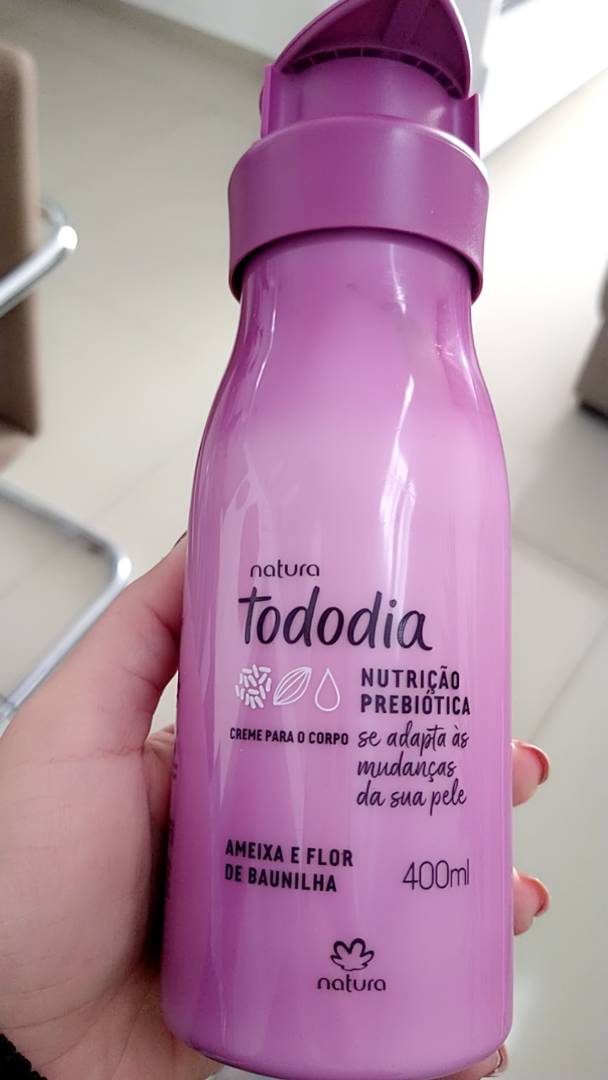 natura
Tododia
NUTRIÇÃO
PREBIÓTICA
CREME PARA O CORPO
se adapta às
mudanças
da sua pele
AMEIXA E FLOR
DE BAUNILHA
400ml
natura